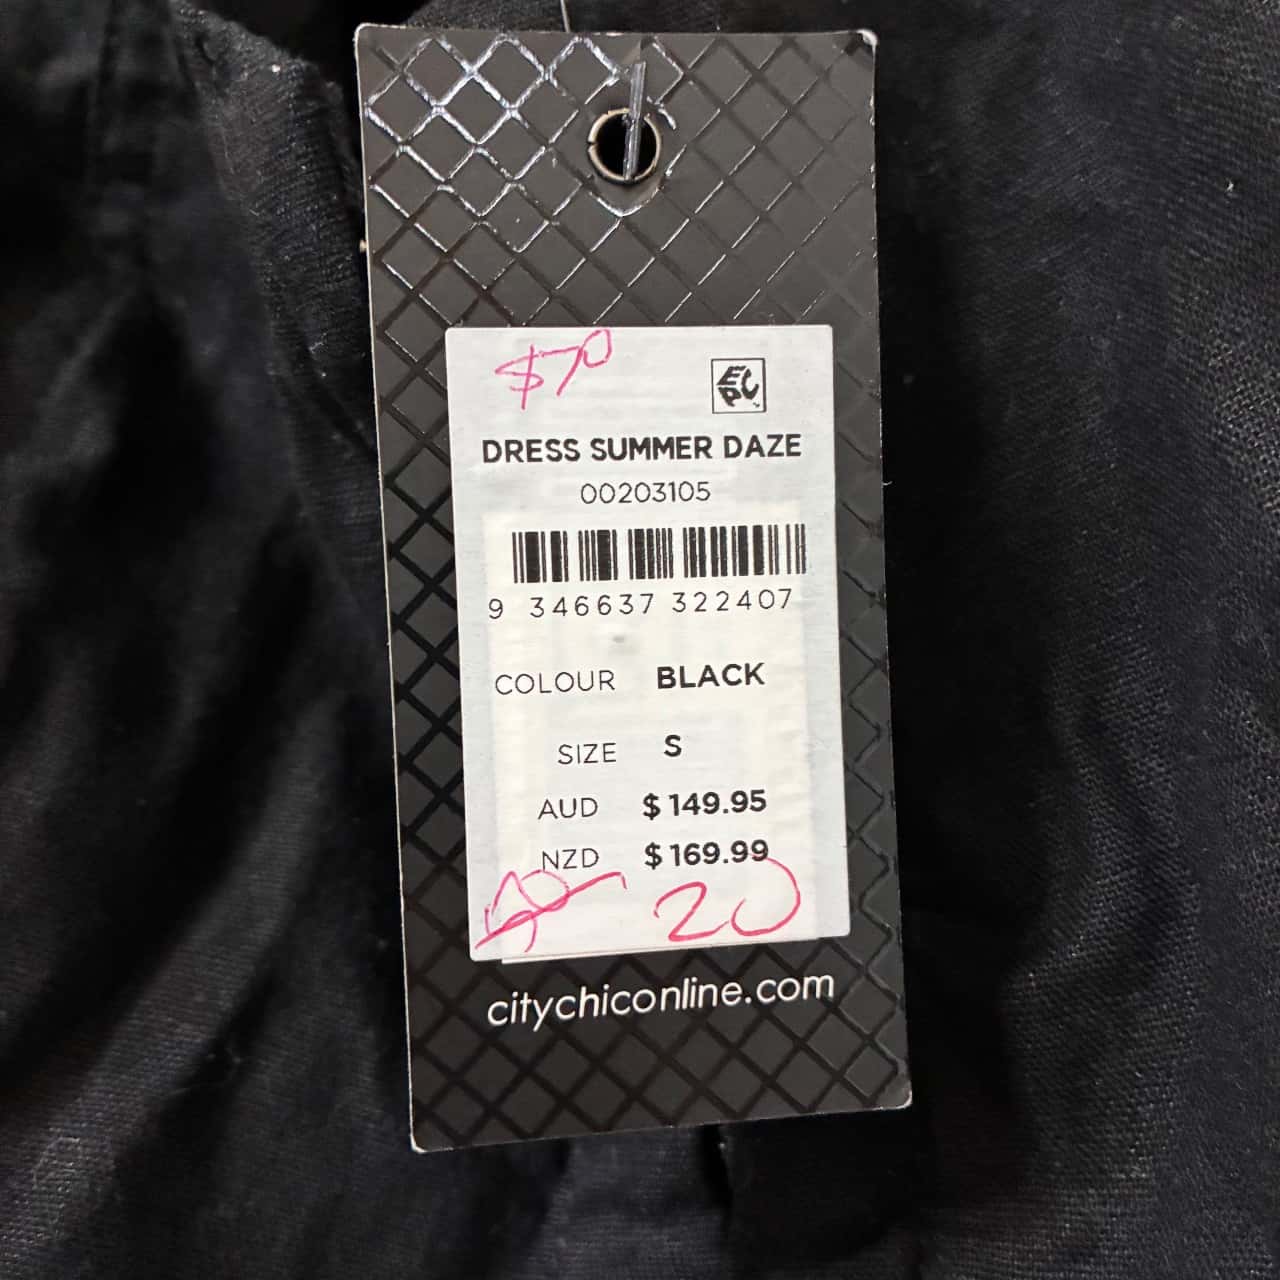 $70
DRESS SUMMER DAZE
00203105
9 346637 322407
COLOUR BLACK
SIZE S
AUD $149.95
NZD $169.99
20
citychiconline.com